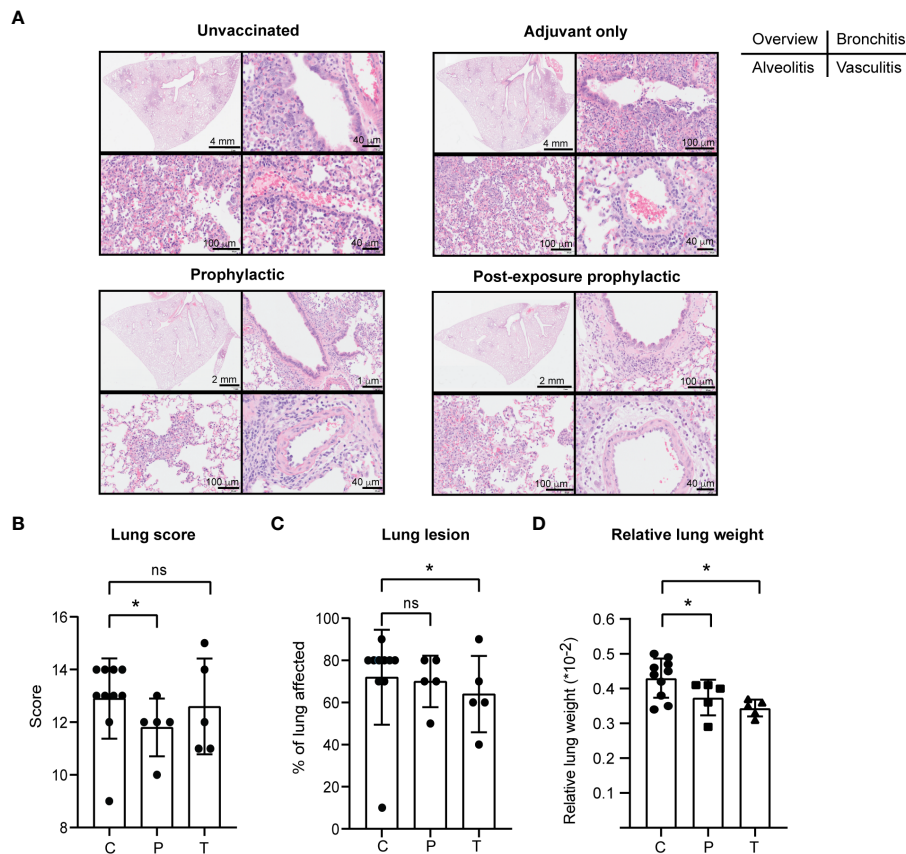 A
Unvaccinated
Adjuvant only
Overview Bronchitis
Alveolitis Vasculitis
4 mm
40 µm
4 mm
100 µm
100 µm
40 µm
100 µm
40 µm
Prophylactic
Post-exposure prophylactic
2 mm
1 µm
2 mm
100 µm
100 µm
40 µm
100 µm
40 µm
B
Lung score
ns
*
Score
16
14
12
10
8
C P T
C
Lung lesion
*
ns
% of lung affected
100
80
60
40
20
0
C P T
D
Relative lung weight
*
*
Relative lung weight (*10-2)
0.6
0.5
0.4
0.3
0.1
C P T